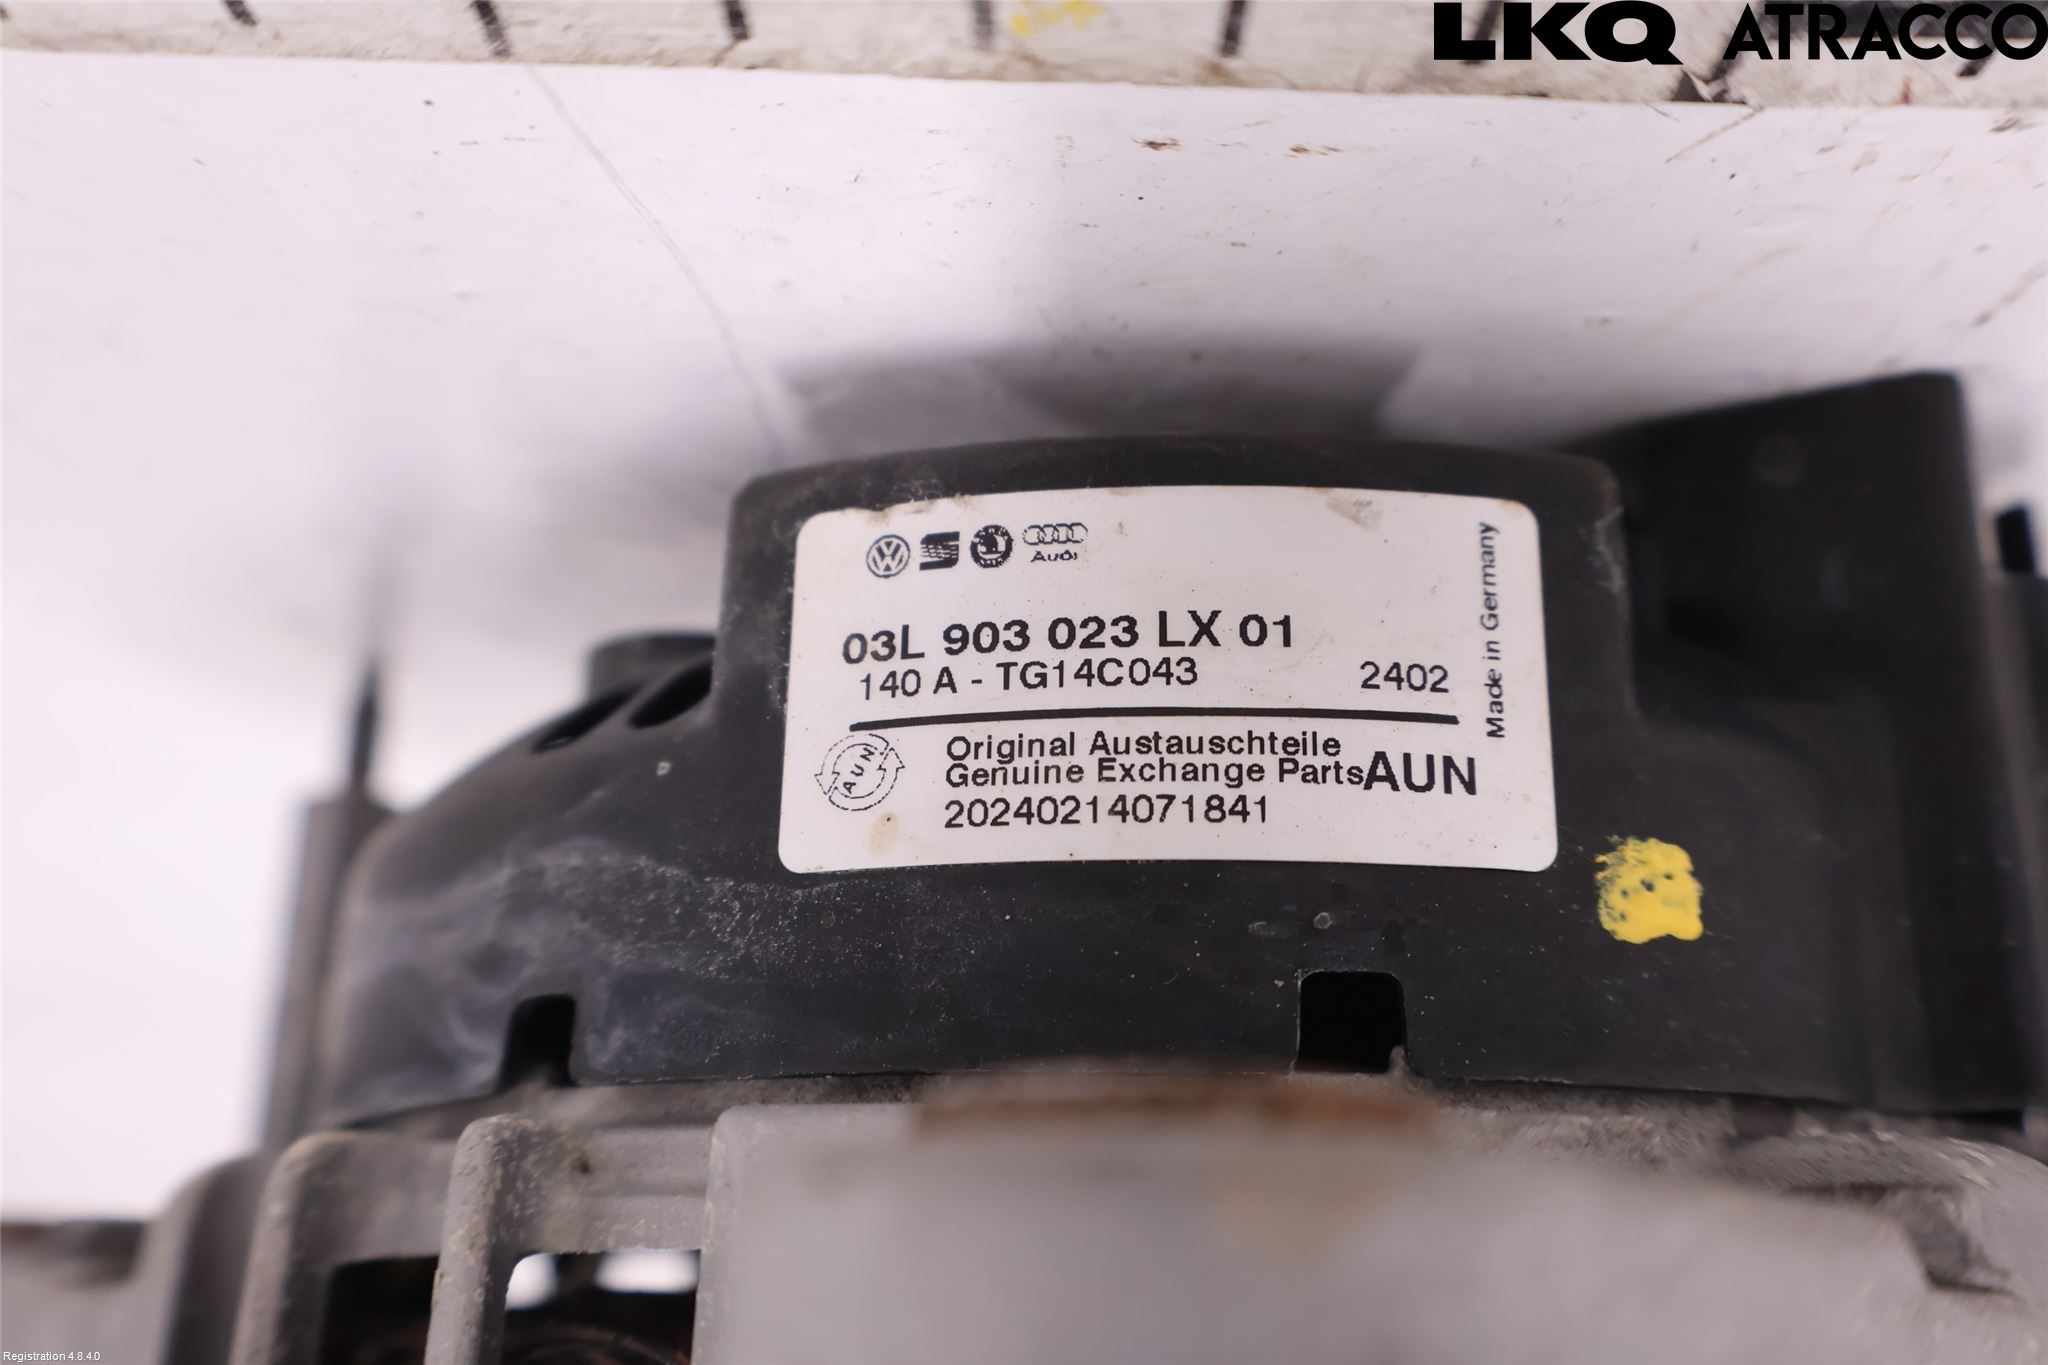 LKQ ATRACCO
Audi
03L 903 023 LX 01
140 A - TG14C043 2402
Made in Germany
AUN
Original Austauschteile
Genuine Exchange Parts AUN
20240214071841
Registration 4.8.4.0